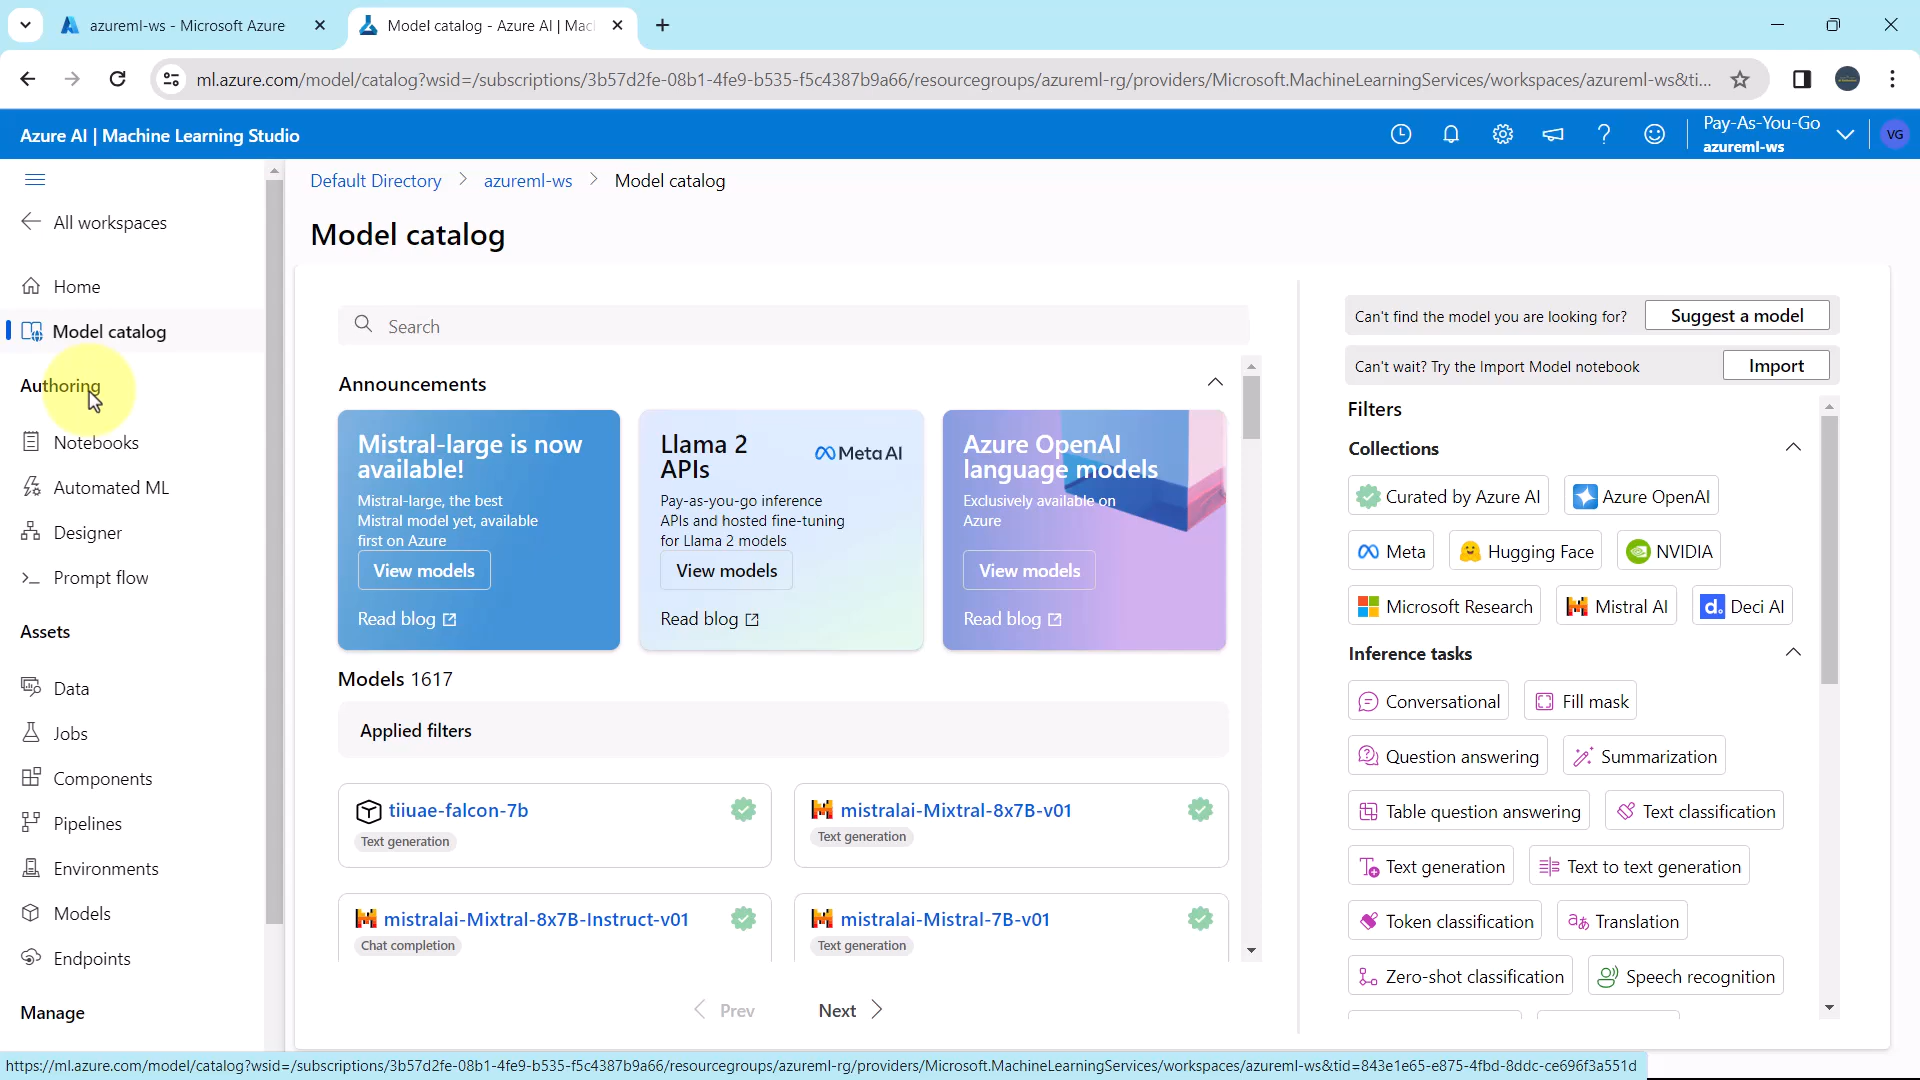 azureml-ws - Microsoft Azure
Model catalog - Azure AI | Mac
ml.azure.com/model/catalog?wsid=/subscriptions/3b57d2fe-08b1-4fe9-b535-f5c4387b9a66/resourcegroups/azureml-rg/providers/Microsoft.MachineLearningServices/workspaces/azureml-ws&ti...
Azure AI | Machine Learning Studio
Pay-As-You-Go
azureml-ws
VG
All workspaces
Home
Model catalog
Authoring
Notebooks
Automated ML
Designer
Prompt flow
Assets
Data
Jobs
Components
Pipelines
Environments
Models
Endpoints
Manage
Default Directory > azureml-ws > Model catalog
Model catalog
Search
Announcements
Mistral-large is now
available!
Mistral-large, the best
Mistral model yet, available
first on Azure
View models
Read blog
Llama 2
APIs
Meta AI
Pay-as-you-go inference
APIs and hosted fine-tuning
for Llama 2 models
View models
Read blog
Azure OpenAI
language models
Exclusively available on
Azure
View models
Read blog
Models 1617
Applied filters
tiiuae-falcon-7b
Text generation
mistralai-Mixtral-8x7B-v01
Text generation
mistralai-Mixtral-8x7B-Instruct-v01
Chat completion
mistralai-Mistral-7B-v01
Text generation
Prev
Next
Can't find the model you are looking for?
Suggest a model
Can't wait? Try the Import Model notebook
Import
Filters
Collections
Curated by Azure AI
Azure OpenAI
Meta
Hugging Face
NVIDIA
Microsoft Research
Mistral AI
Deci AI
Inference tasks
Conversational
Fill mask
Question answering
Summarization
Table question answering
Text classification
Text generation
Text to text generation
Token classification
Translation
Zero-shot classification
Speech recognition
https://ml.azure.com/model/catalog?wsid=/subscriptions/3b57d2fe-08b1-4fe9-b535-f5c4387b9a66/resourcegroups/azureml-rg/providers/Microsoft.MachineLearningServices/workspaces/azureml-ws&tid=843e1e65-e875-4fbd-8ddc-ce696f3a551d